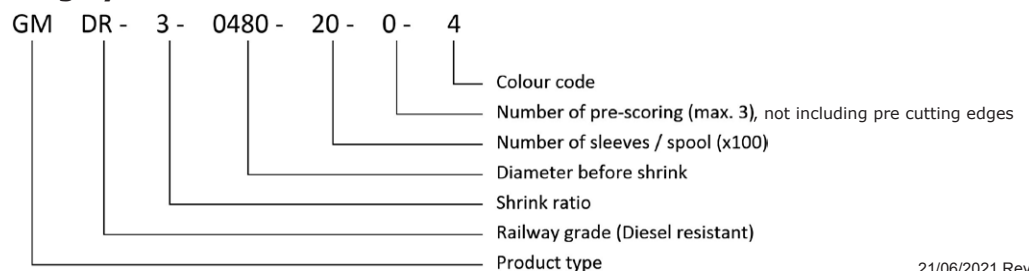 GM DR - 3 - 0480 - 20 - 0 - 4
Colour code
Number of pre-scoring (max. 3), not including pre cutting edges
Number of sleeves / spool (x100)
Diameter before shrink
Shrink ratio
Railway grade (Diesel resistant)
Product type
21/06/2021 Rev